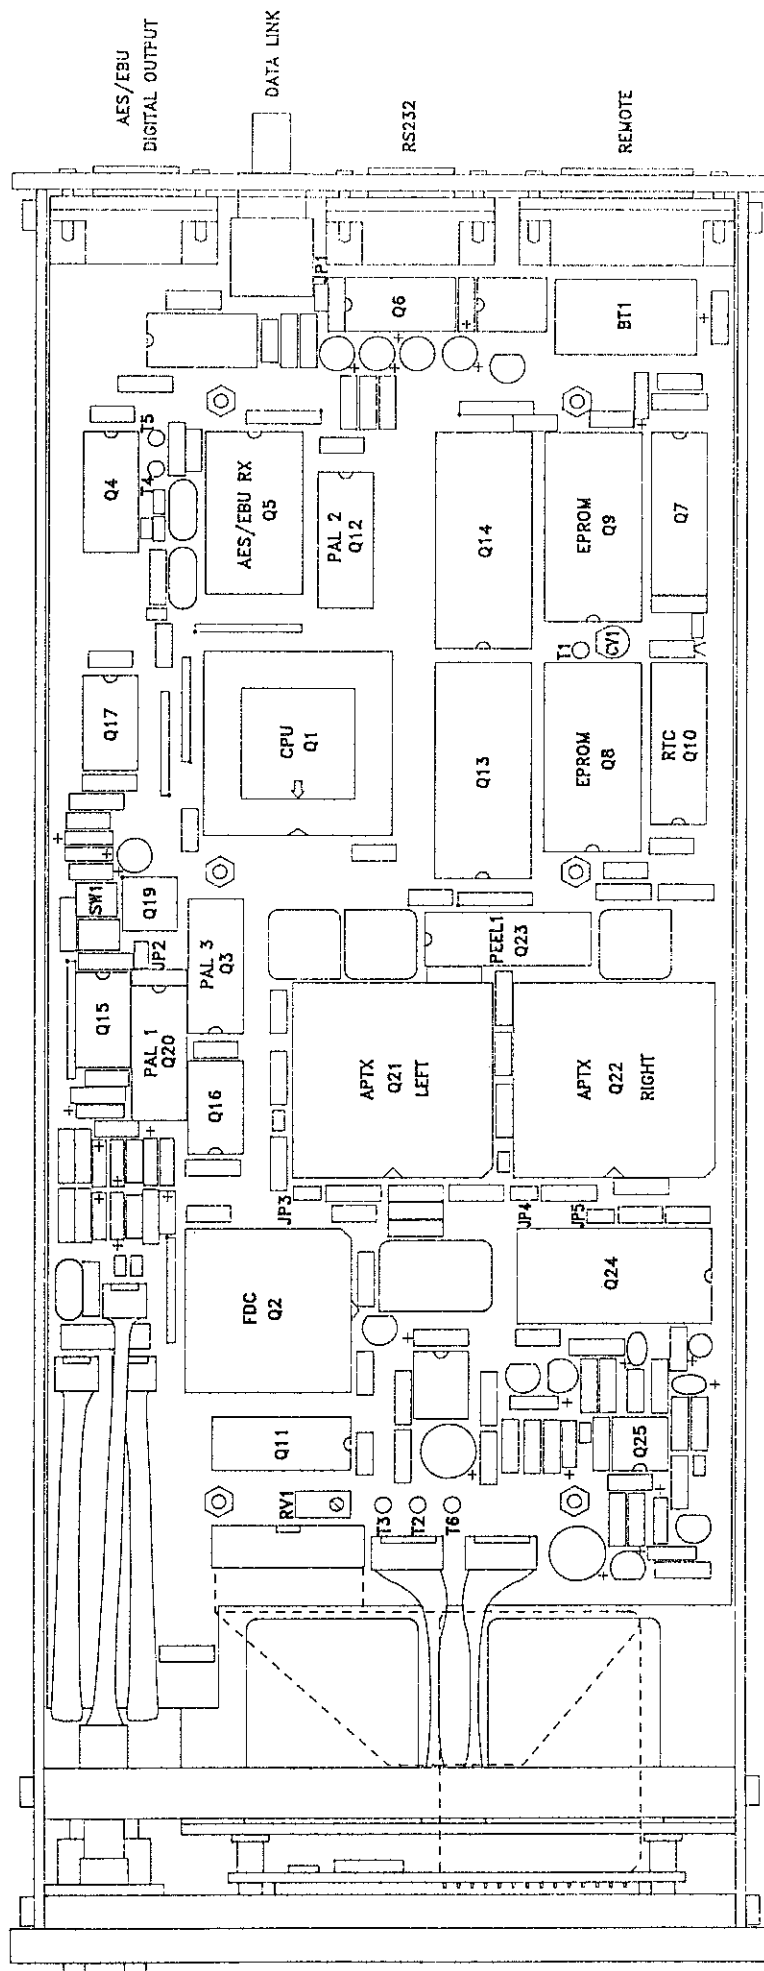 AES/EBU
DIGITAL OUTPUT
DATA LINK
RS232
REMOTE
JP1
Q6
BT1
T5
T4
Q4
AES/EBU RX
Q5
PAL 2
Q12
Q14
EPROM
Q9
Q7
T1
CV1
Q17
CPU
Q1
Q13
EPROM
Q8
RTC
Q10
SW1
Q19
JP2
PAL 3
Q3
PEEL1
Q23
Q15
PAL 1
Q20
Q16
APTX
Q21
LEFT
APTX
Q22
RIGHT
JP3
JP4
JP5
FDC
Q2
Q24
Q11
Q25
RV1
T3
T2
T6